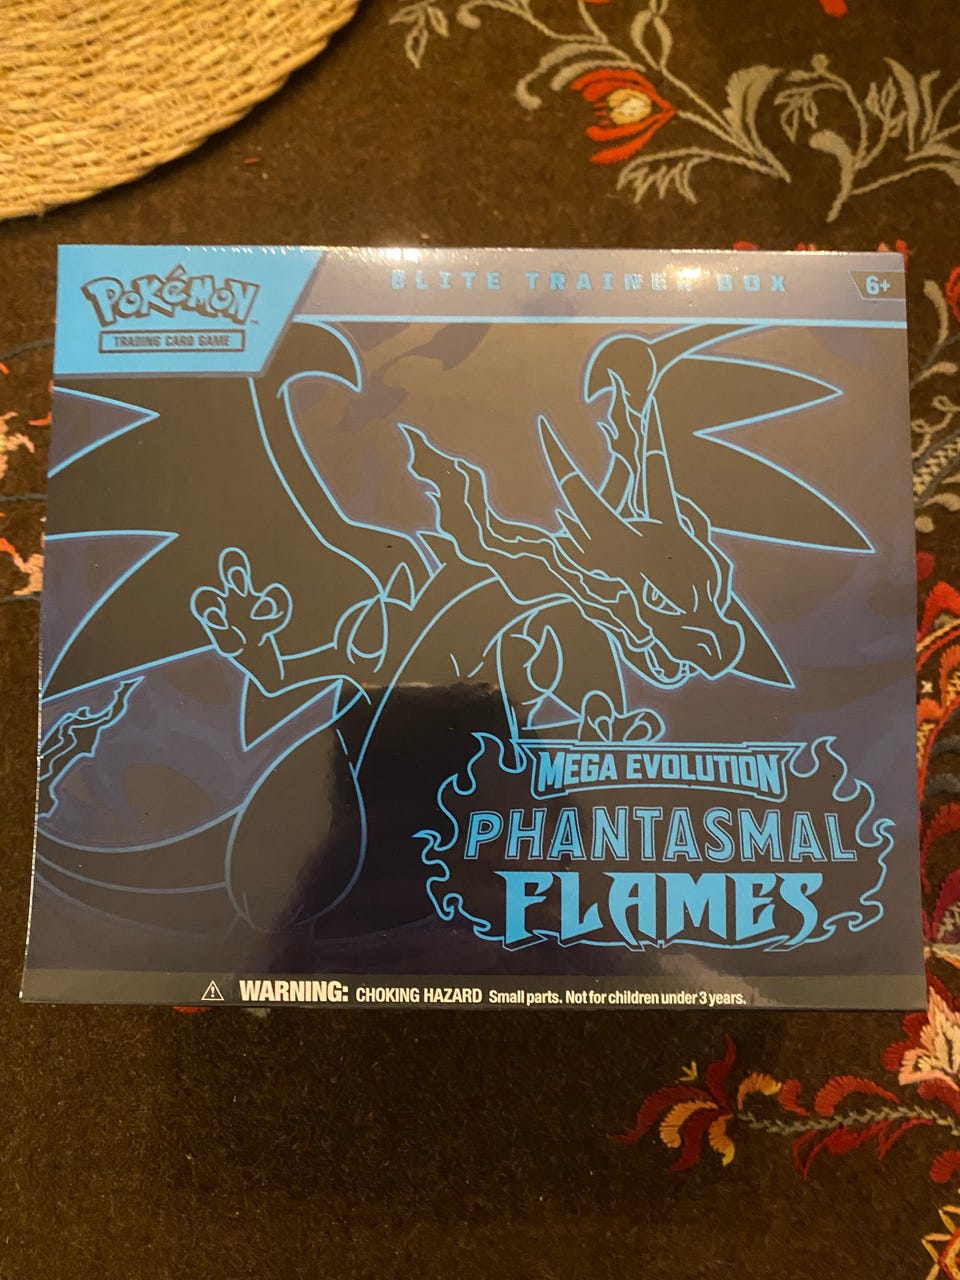 POKéMON
TM
TRADING CARD GAME
ELITE TRAINER BOX
6+
MEGA EVOLUTION
PHANTASMAL
FLAMES
WARNING: CHOKING HAZARD Small parts. Not for children under 3 years.